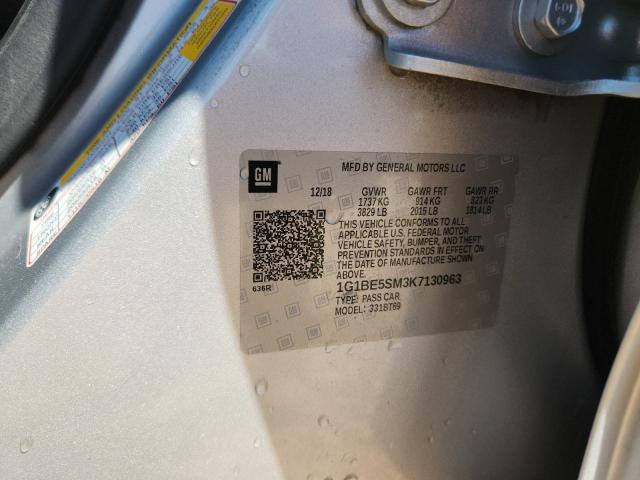 GM
MFD BY GENERAL MOTORS LLC
12/18 GVWR GAWR FRT GAWR RR
1737 KG 914 KG 823 KG
3829 LB 2015 LB 1814 LB
THIS VEHICLE CONFORMS TO ALL
APPLICABLE U.S. FEDERAL MOTOR
VEHICLE SAFETY, BUMPER, AND THEFT
PREVENTION STANDARDS IN EFFECT ON
THE DATE OF MANUFACTURE SHOWN
ABOVE.
636R
1G1BE5SM3K7130963
TYPE: PASS CAR
MODEL: 331BT69